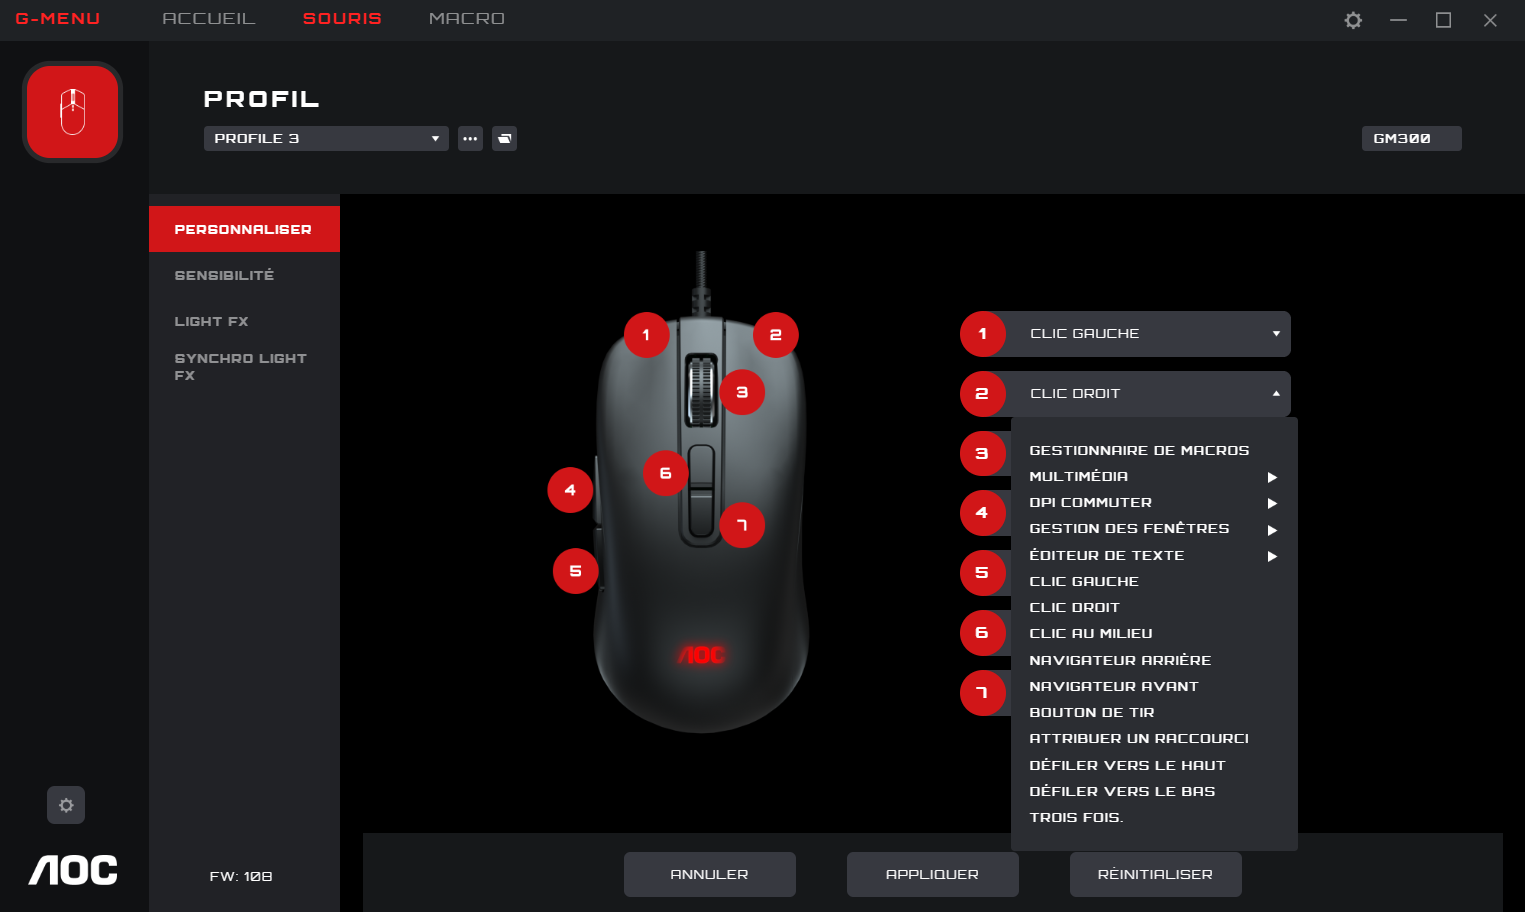 G-MENU
ACCUEIL
SOURIS
MACRO
PROFIL
PROFILE 3
GM300
PERSONNALISER
SENSIBILITÉ
LIGHT FX
SYNCHRO LIGHT
FX
1
2
3
4
5
6
7
AOC
1
CLIC GAUCHE
2
CLIC DROIT
3
4
5
6
7
GESTIONNAIRE DE MACROS
MULTIMÉDIA
DPI COMMUTER
GESTION DES FENÊTRES
ÉDITEUR DE TEXTE
CLIC GAUCHE
CLIC DROIT
CLIC AU MILIEU
NAVIGATEUR ARRIÈRE
NAVIGATEUR AVANT
BOUTON DE TIR
ATTRIBUER UN RACCOURCI
DÉFILER VERS LE HAUT
DÉFILER VERS LE BAS
TROIS FOIS.
AOC
FW: 108
ANNULER
APPLIQUER
RÉINITIALISER